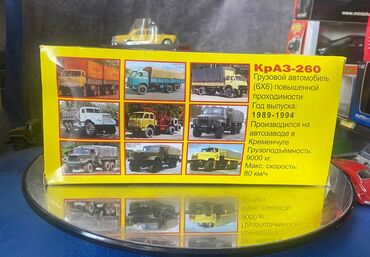 КрАЗ-260
Грузовой автомобиль
(6X6) повышенной
проходимости
Год выпуска:
1989-1994
Производился на
автозаводе в
Кременчуге
Грузоподъёмность:
9000 кг.
Макс. скорость:
80 км/ч